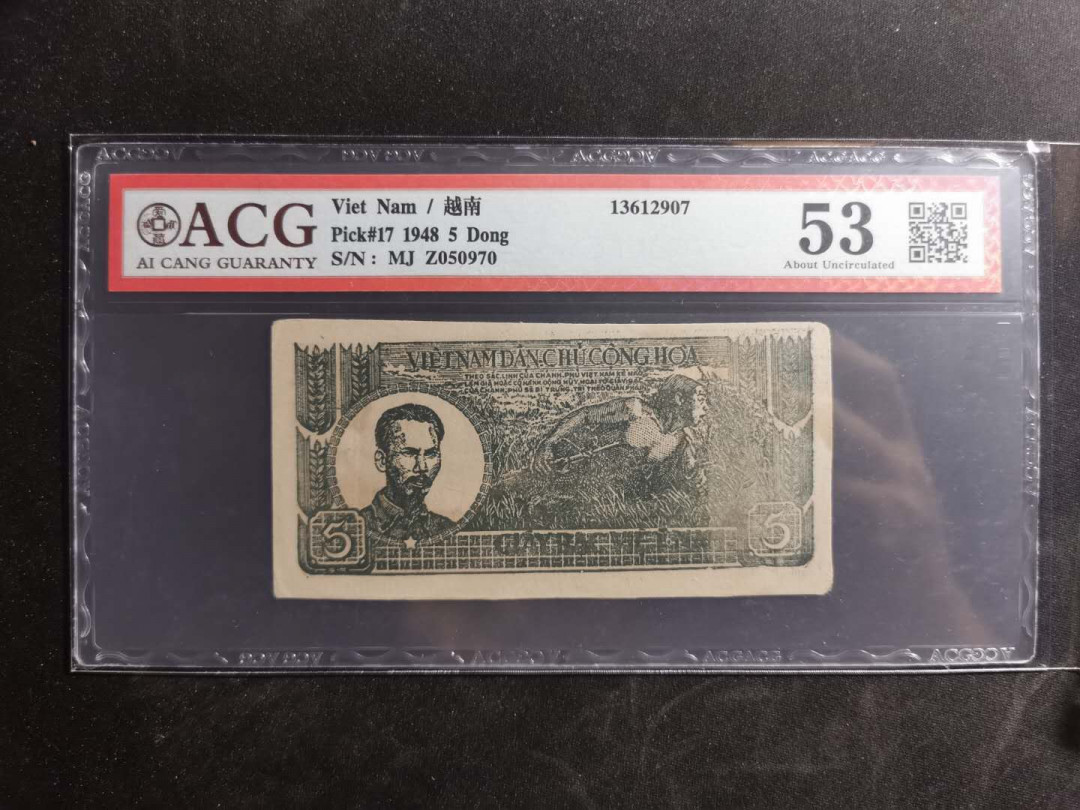 ACG
AI CANG GUARANTY
Viet Nam / 越南
Pick#17 1948 5 Dong
S/N : MJ Z050970
13612907
53
About Uncirculated
VIỆT NAM DÂN CHỦ CỘNG HÒA
5
5